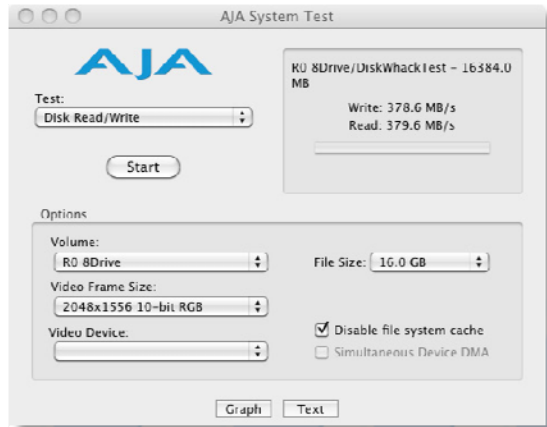 AJA System Test
AJA
Test:
Disk Read/Write
Start
R0 8Drive/DiskWhackTest – 16384.0
MB
Write: 378.6 MB/s
Read: 379.6 MB/s
Options
Volume:
R0 8Drive
File Size: 16.0 GB
Video Frame Size:
2048x1556 10-bit RGB
Video Device:
Disable file system cache
Simultaneous Device DMA
Graph
Text